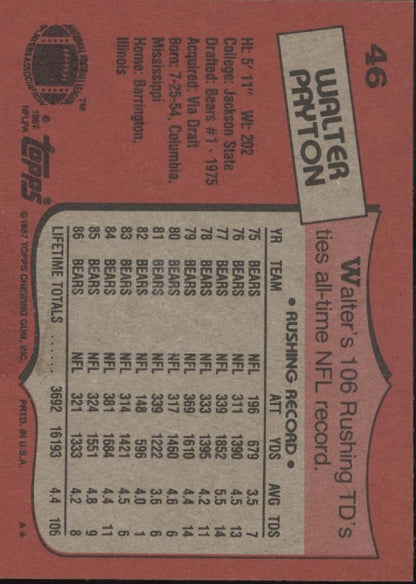 46
WALTER
PAYTON
Ht: 5' 11" Wt: 202
College: Jackson State
Drafted: Bears #1 - 1975
Acquired: Via Draft
Born: 7-25-54, Columbia,
Mississippi
Home: Barrington,
Illinois
TM
© 1987
NFLPA
topps
© 1987 TOPPS CHEWING GUM, INC. PRTD. IN U.S.A. A*
Walter's 106 Rushing TD's
ties all-time NFL record.
• RUSHING RECORD •
YR TEAM ATT YDS AVG TDS
75 BEARS NFL 196 679 3.5 7
76 BEARS NFL 311 1390 4.5 13
77 BEARS NFL 339 1852 5.5 14
78 BEARS NFL 333 1395 4.2 11
79 BEARS NFL 369 1610 4.4 14
80 BEARS NFL 317 1460 4.6 6
81 BEARS NFL 339 1222 3.6 6
82 BEARS NFL 148 596 4.0 1
83 BEARS NFL 314 1421 4.5 6
84 BEARS NFL 381 1684 4.4 11
85 BEARS NFL 324 1551 4.8 9
86 BEARS NFL 321 1333 4.2 8
LIFETIME TOTALS ...... 3692 16193 4.4 106